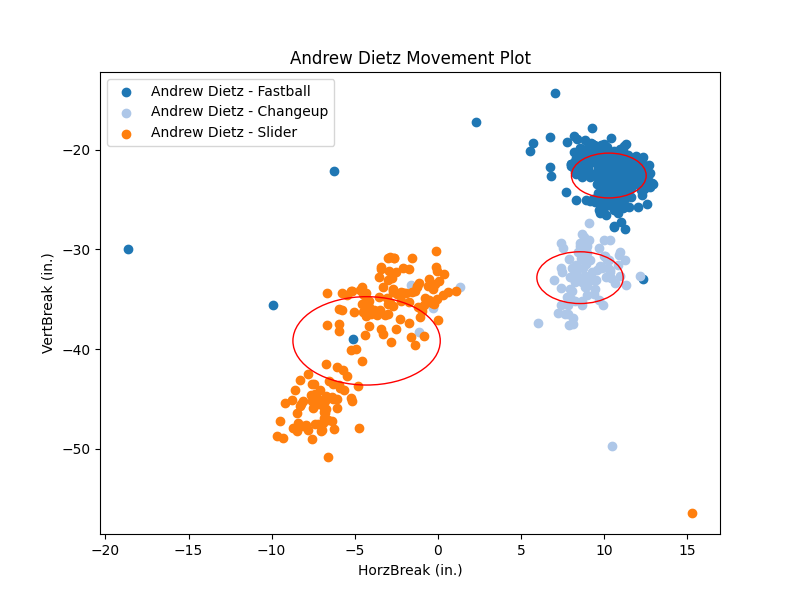 Andrew Dietz Movement Plot
Andrew Dietz - Fastball
Andrew Dietz - Changeup
Andrew Dietz - Slider
−20
−30
−40
−50
VertBreak (in.)
−20 −15 −10 −5 0 5 10 15
HorzBreak (in.)